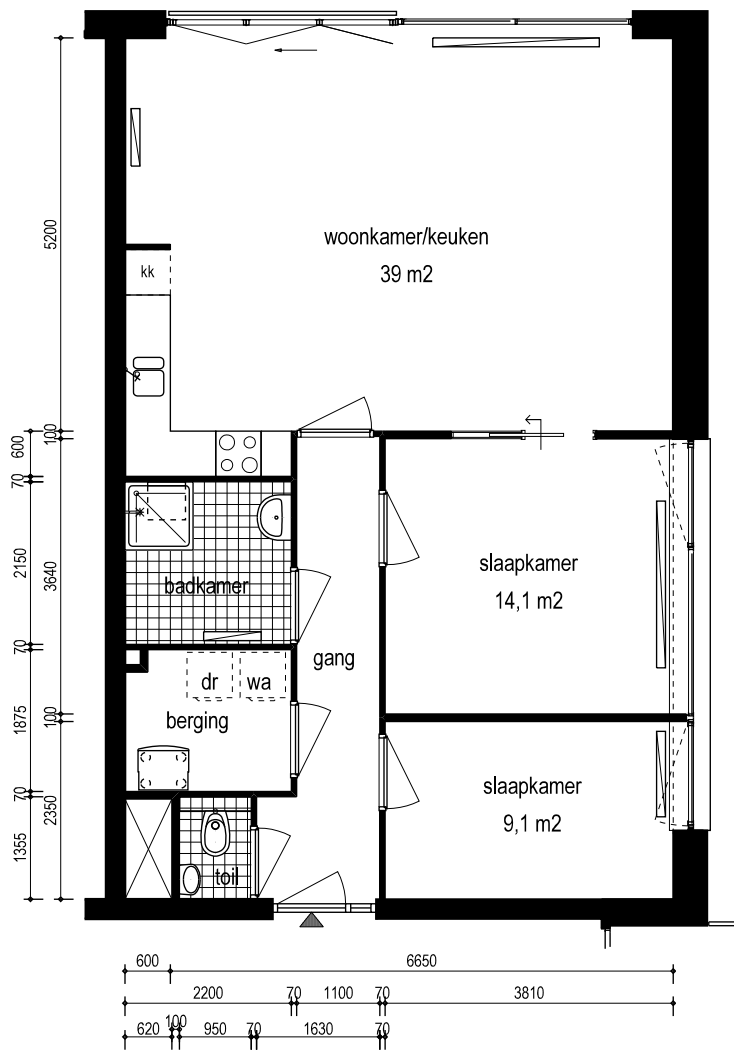 woonkamer/keuken
39 m2
kk
5200
600
100
70
slaapkamer
14,1 m2
badkamer
2150
3640
70
gang
dr
wa
berging
1875
100
slaapkamer
9,1 m2
70
2350
1355
toil
600
6650
2200
70
1100
70
3810
620
100
950
70
1630
70